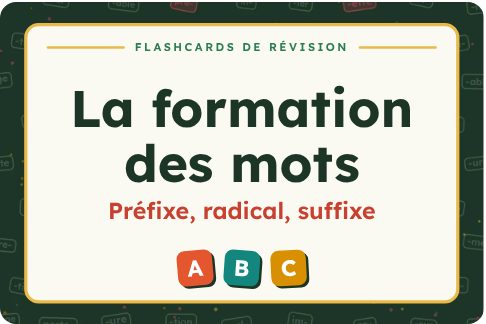 FLASHCARDS DE RÉVISION
La formation
des mots
Préfixe, radical, suffixe
A B C